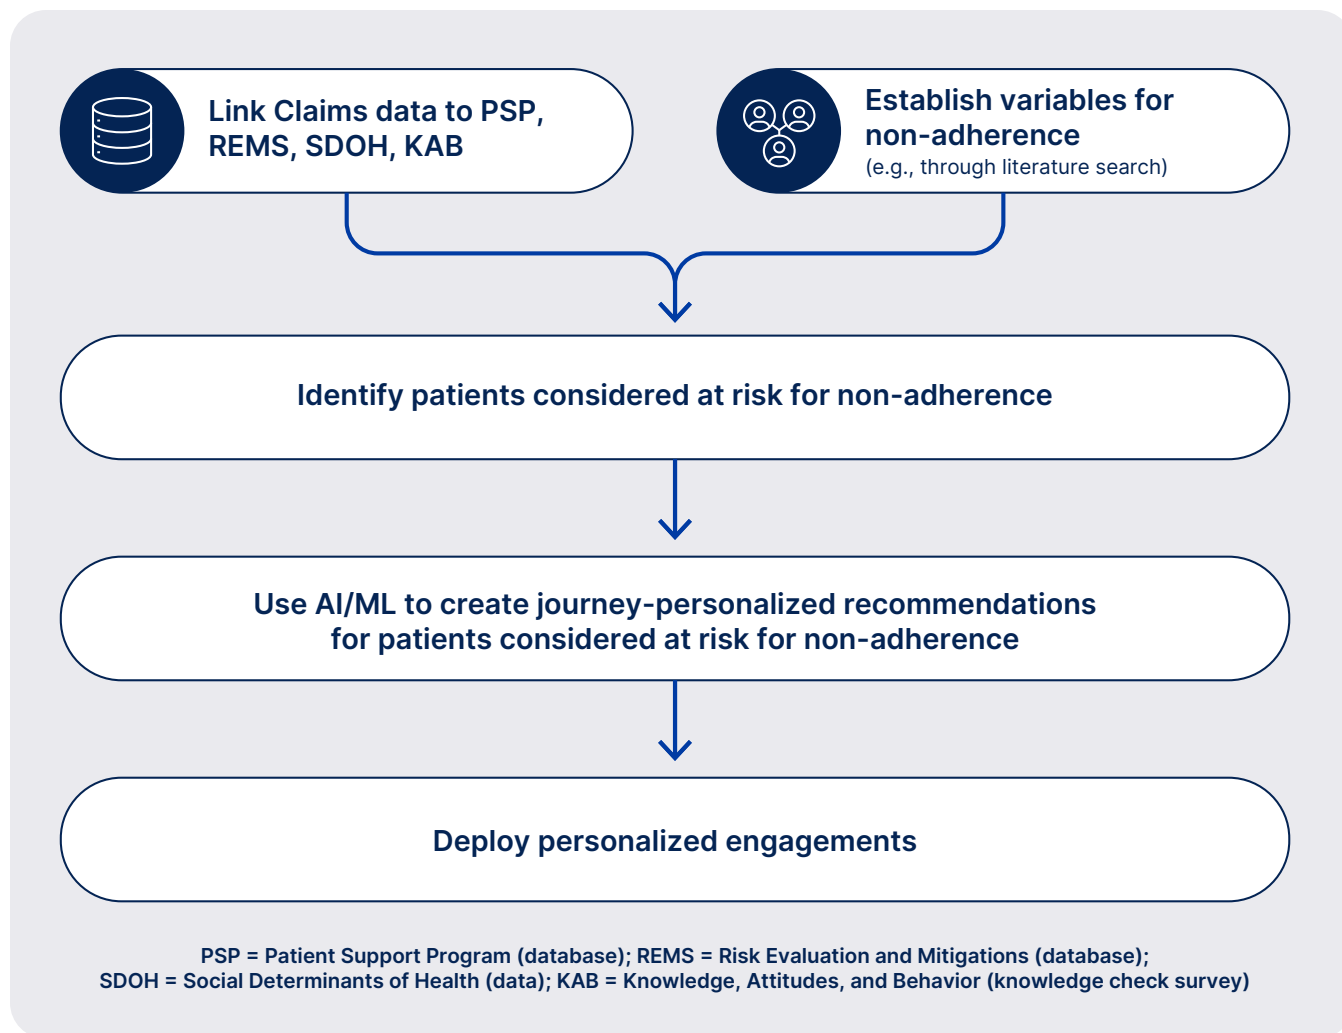 Link Claims data to PSP,
REMS, SDOH, KAB
Establish variables for
non-adherence
(e.g., through literature search)
Identify patients considered at risk for non-adherence
Use AI/ML to create journey-personalized recommendations
for patients considered at risk for non-adherence
Deploy personalized engagements
PSP = Patient Support Program (database); REMS = Risk Evaluation and Mitigations (database);
SDOH = Social Determinants of Health (data); KAB = Knowledge, Attitudes, and Behavior (knowledge check survey)